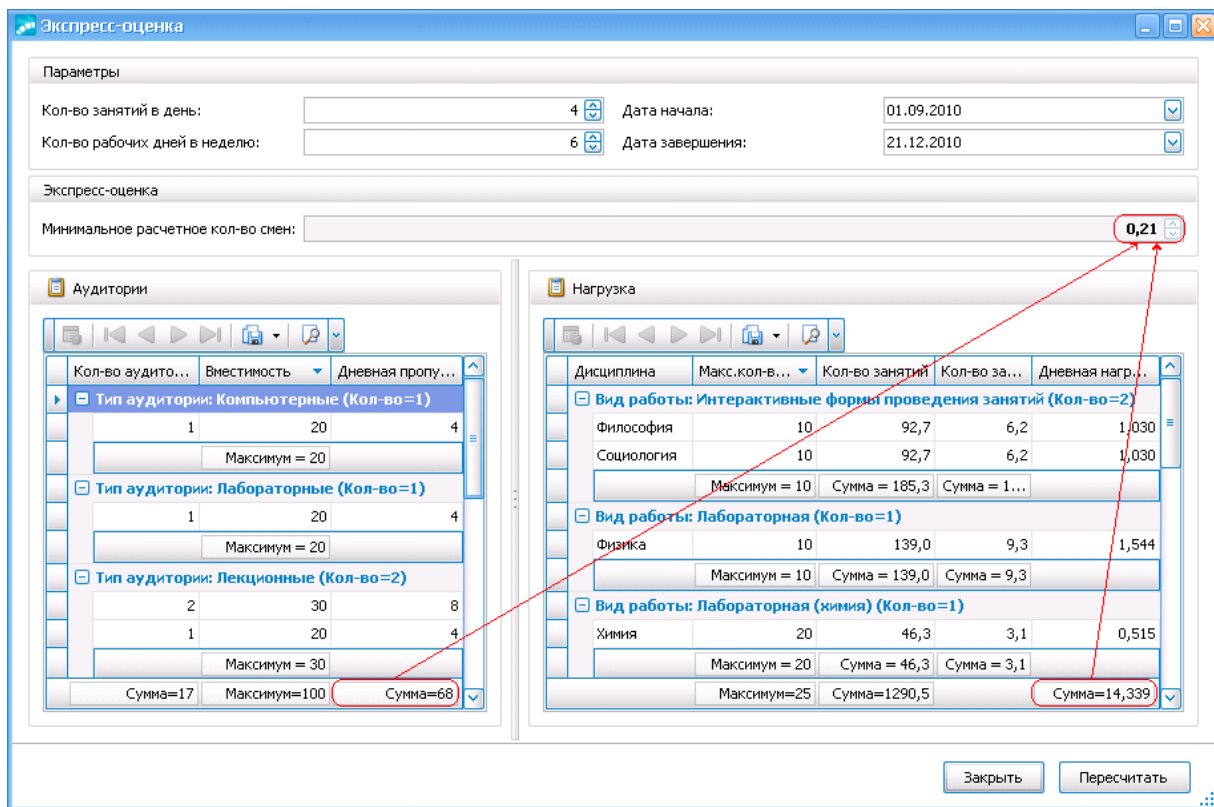 Экспресс-оценка
Параметры
Кол-во занятий в день: 4 Дата начала: 01.09.2010
Кол-во рабочих дней в неделю: 6 Дата завершения: 21.12.2010
Экспресс-оценка
Минимальное расчетное кол-во смен: 0,21
Аудитории
Кол-во аудито... Вместимость Дневная пропу...
Тип аудитории: Компьютерные (Кол-во=1)
1 20 4
Максимум = 20
Тип аудитории: Лабораторные (Кол-во=1)
1 20 4
Максимум = 20
Тип аудитории: Лекционные (Кол-во=2)
2 30 8
1 20 4
Максимум = 30
Сумма=17 Максимум=100 Сумма=68
Нагрузка
Дисциплина Макс.кол-в... Кол-во занятий Кол-во за... Дневная нагр...
Вид работы: Интерактивные формы проведения занятий (Кол-во=2)
Философия 10 92,7 6,2 1,030
Социология 10 92,7 6,2 1,030
Максимум = 10 Сумма = 185,3 Сумма = 1...
Вид работы: Лабораторная (Кол-во=1)
Физика 10 139,0 9,3 1,544
Максимум = 10 Сумма = 139,0 Сумма = 9,3
Вид работы: Лабораторная (химия) (Кол-во=1)
Химия 20 46,3 3,1 0,515
Максимум = 20 Сумма = 46,3 Сумма = 3,1
Максимум=25 Сумма=1290,5 Сумма=14,339
Закрыть Пересчитать